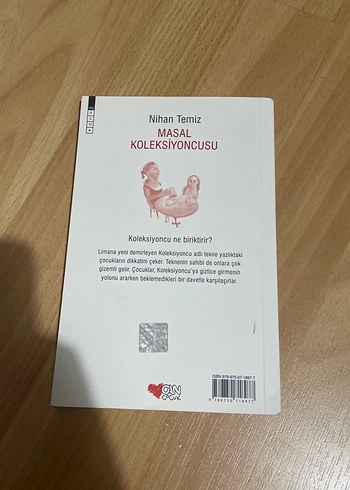 Nihan Temiz
MASAL
KOLEKSİYONCUSU
Koleksiyoncu ne biriktirir?
Limana yeni demirleyen Koleksiyoncu adlı tekne yazlıktaki
çocukların dikkatini çeker. Teknenin sahibi de onlara çok
gizemli gelir. Çocuklar, Koleksiyoncu'ya gizlice girmenin
yolunu ararken beklemedikleri bir davetle karşılaşırlar.
CAN
ÇOCUK